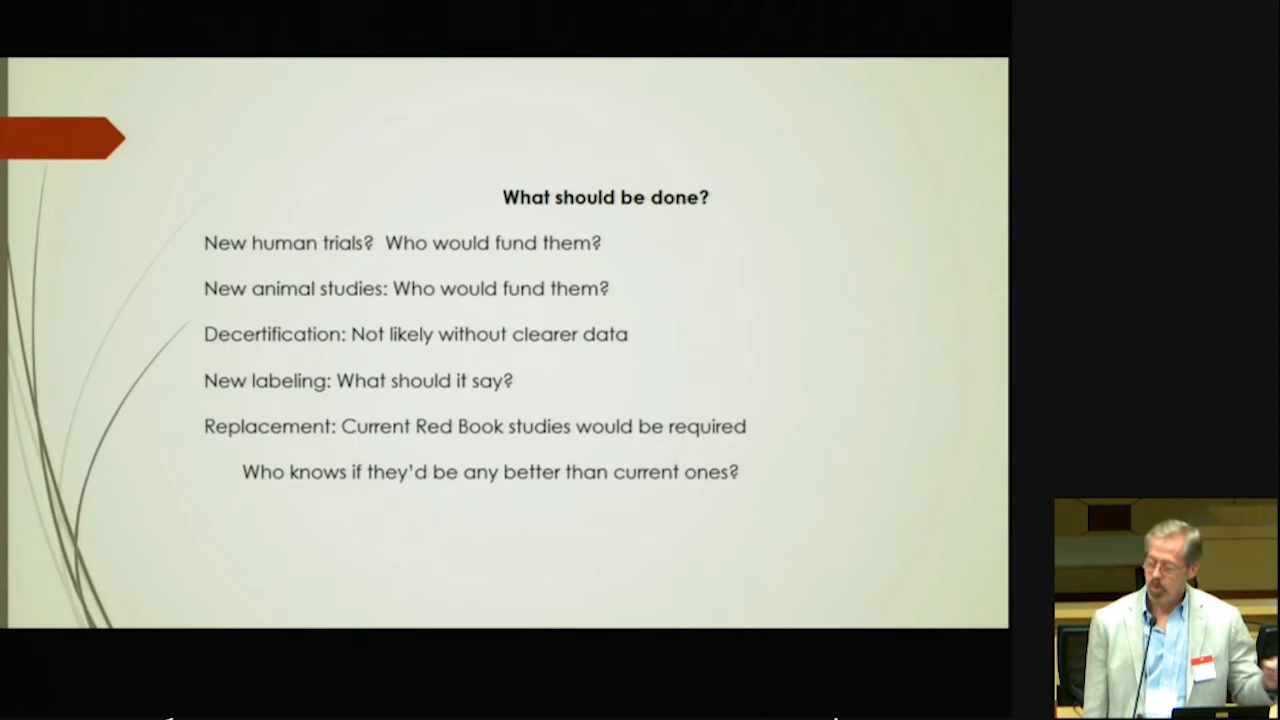 What should be done?
New human trials? Who would fund them?
New animal studies: Who would fund them?
Decertification: Not likely without clearer data
New labeling: What should it say?
Replacement: Current Red Book studies would be required
Who knows if they'd be any better than current ones?